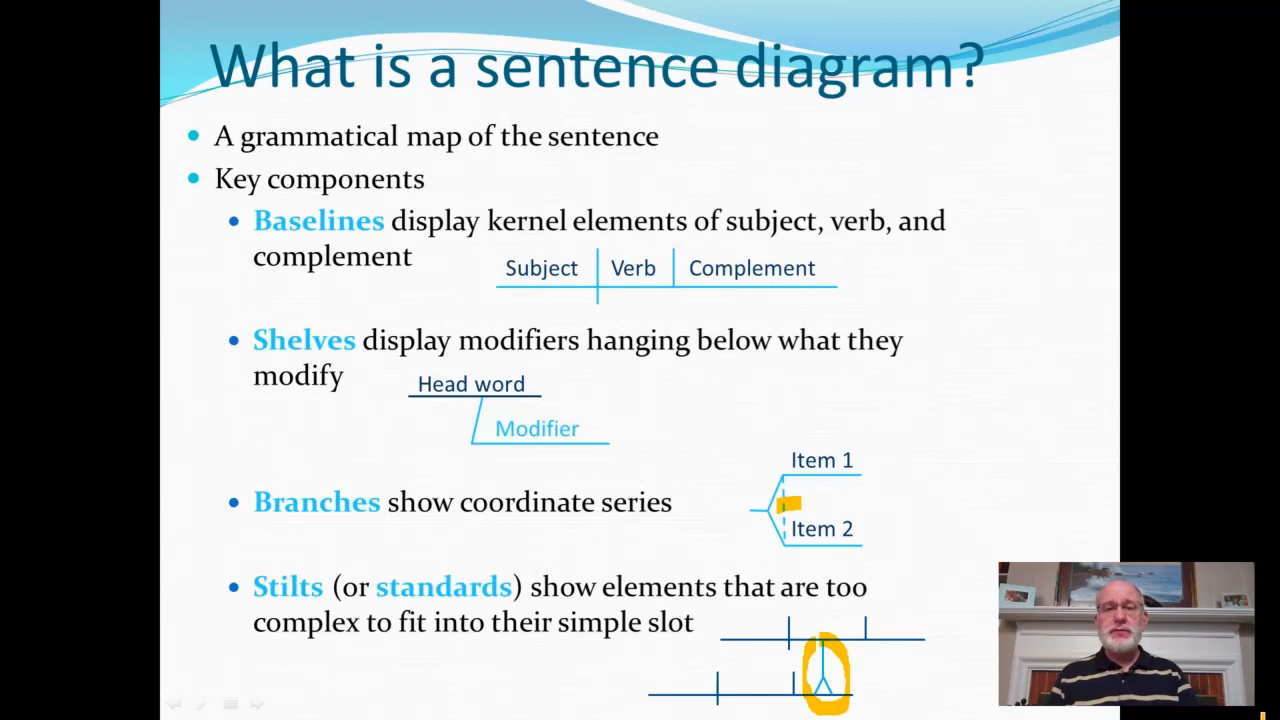 What is a sentence diagram?
• A grammatical map of the sentence
• Key components
• Baselines display kernel elements of subject, verb, and
complement
Subject Verb Complement
• Shelves display modifiers hanging below what they
modify
Head word
Modifier
Item 1
• Branches show coordinate series
Item 2
• Stilts (or standards) show elements that are too
complex to fit into their simple slot